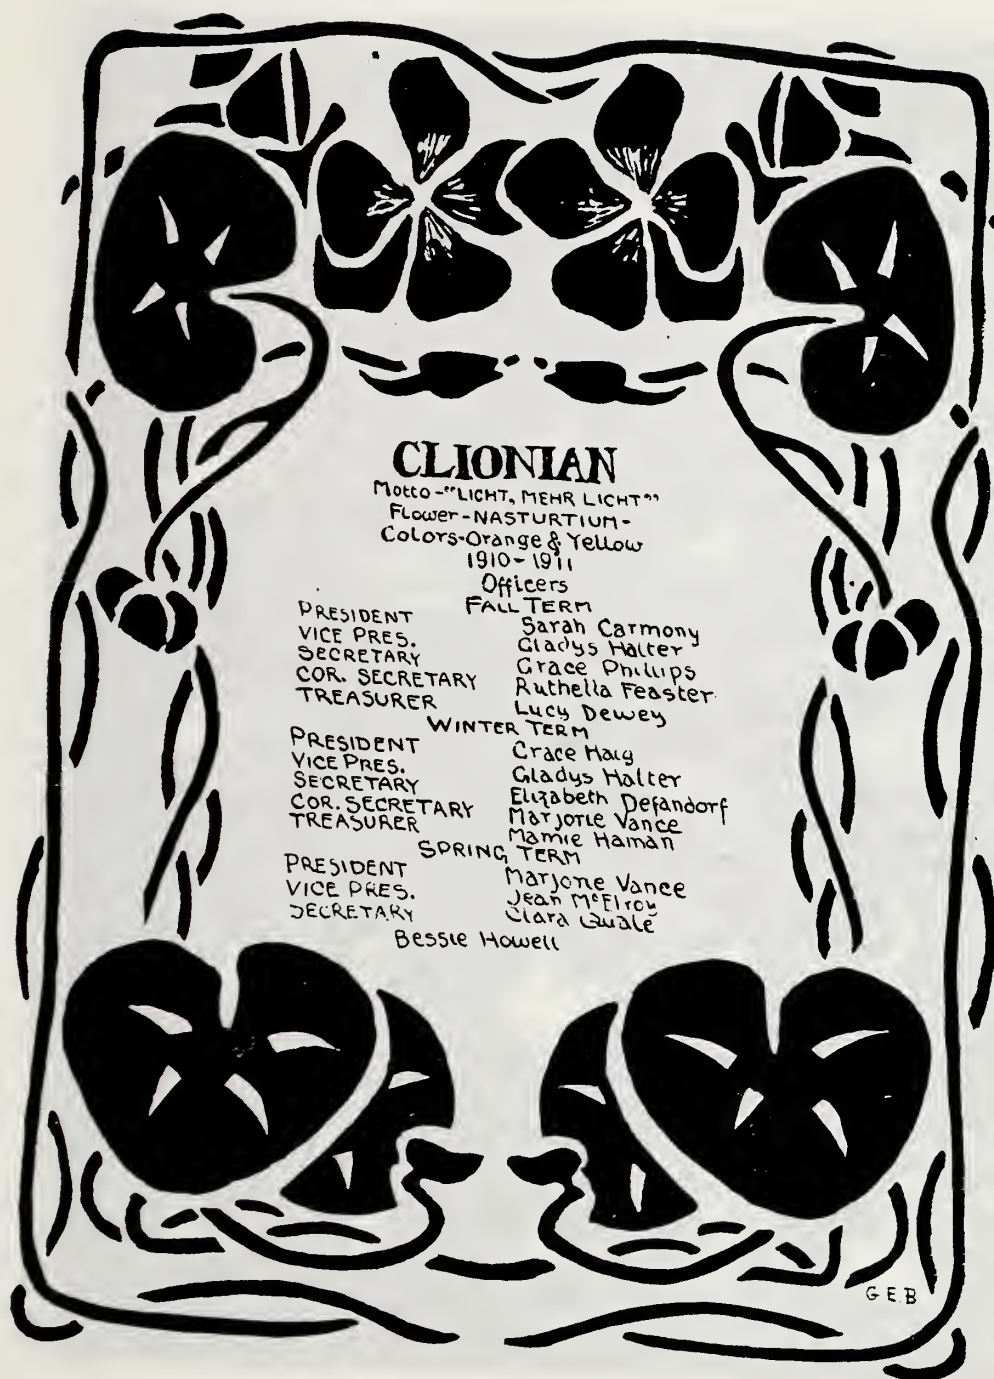 CLIONIAN
Motto-"LICHT, MEHR LICHT"
Flower-NASTURTIUM-
Colors-Orange & Yellow
1910-1911
Officers
FALL TERM
PRESIDENT Sarah Carmony
VICE PRES. Gladys Halter
SECRETARY Grace Phillips
COR. SECRETARY Ruthella Feaster
TREASURER Lucy Dewey
WINTER TERM
PRESIDENT Grace Haig
VICE PRES. Gladys Halter
SECRETARY Elizabeth Defandorf
COR. SECRETARY Marjorie Vance
TREASURER Mamie Haman
SPRING TERM
PRESIDENT Marjorie Vance
VICE PRES. Jean McElroy
SECRETARY Clara Quale
Bessie Howell
G E.B